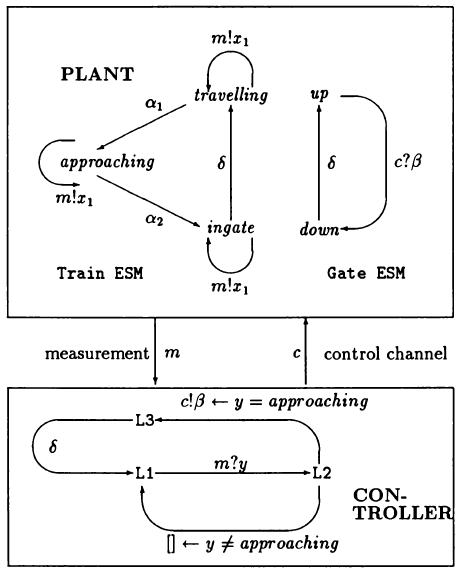 m!x₁
PLANT
travelling
up
α₁
approaching
δ
δ
c?β
m!x₁
α₂
ingate
down
Train ESM
m!x₁
Gate ESM
measurement
m
c
control channel
c!β ← y = approaching
L3
δ
L1
m?y
L2
CON-
TROLLER
[] ← y ≠ approaching